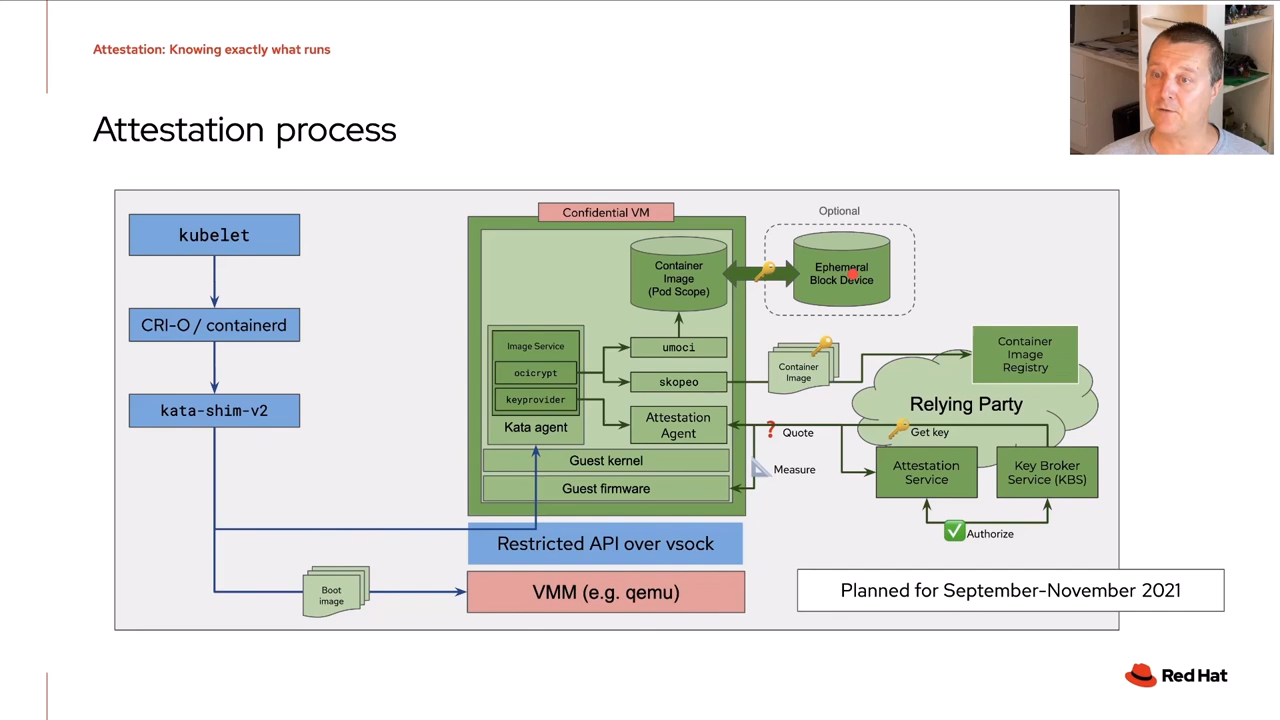 Attestation: Knowing exactly what runs
Attestation process
kubelet
CRI-O / containerd
kata-shim-v2
Boot
image
Confidential VM
Container
Image
(Pod Scope)
Optional
Ephemeral
Block Device
Image Service
ocicrypt
keyprovider
Kata agent
umoci
skopeo
Attestation
Agent
Guest kernel
Guest firmware
Restricted API over vsock
VMM (e.g. qemu)
Container
Image
Container
Image
Registry
Relying Party
Quote
Get key
Measure
Attestation
Service
Key Broker
Service (KBS)
Authorize
Planned for September-November 2021
Red Hat